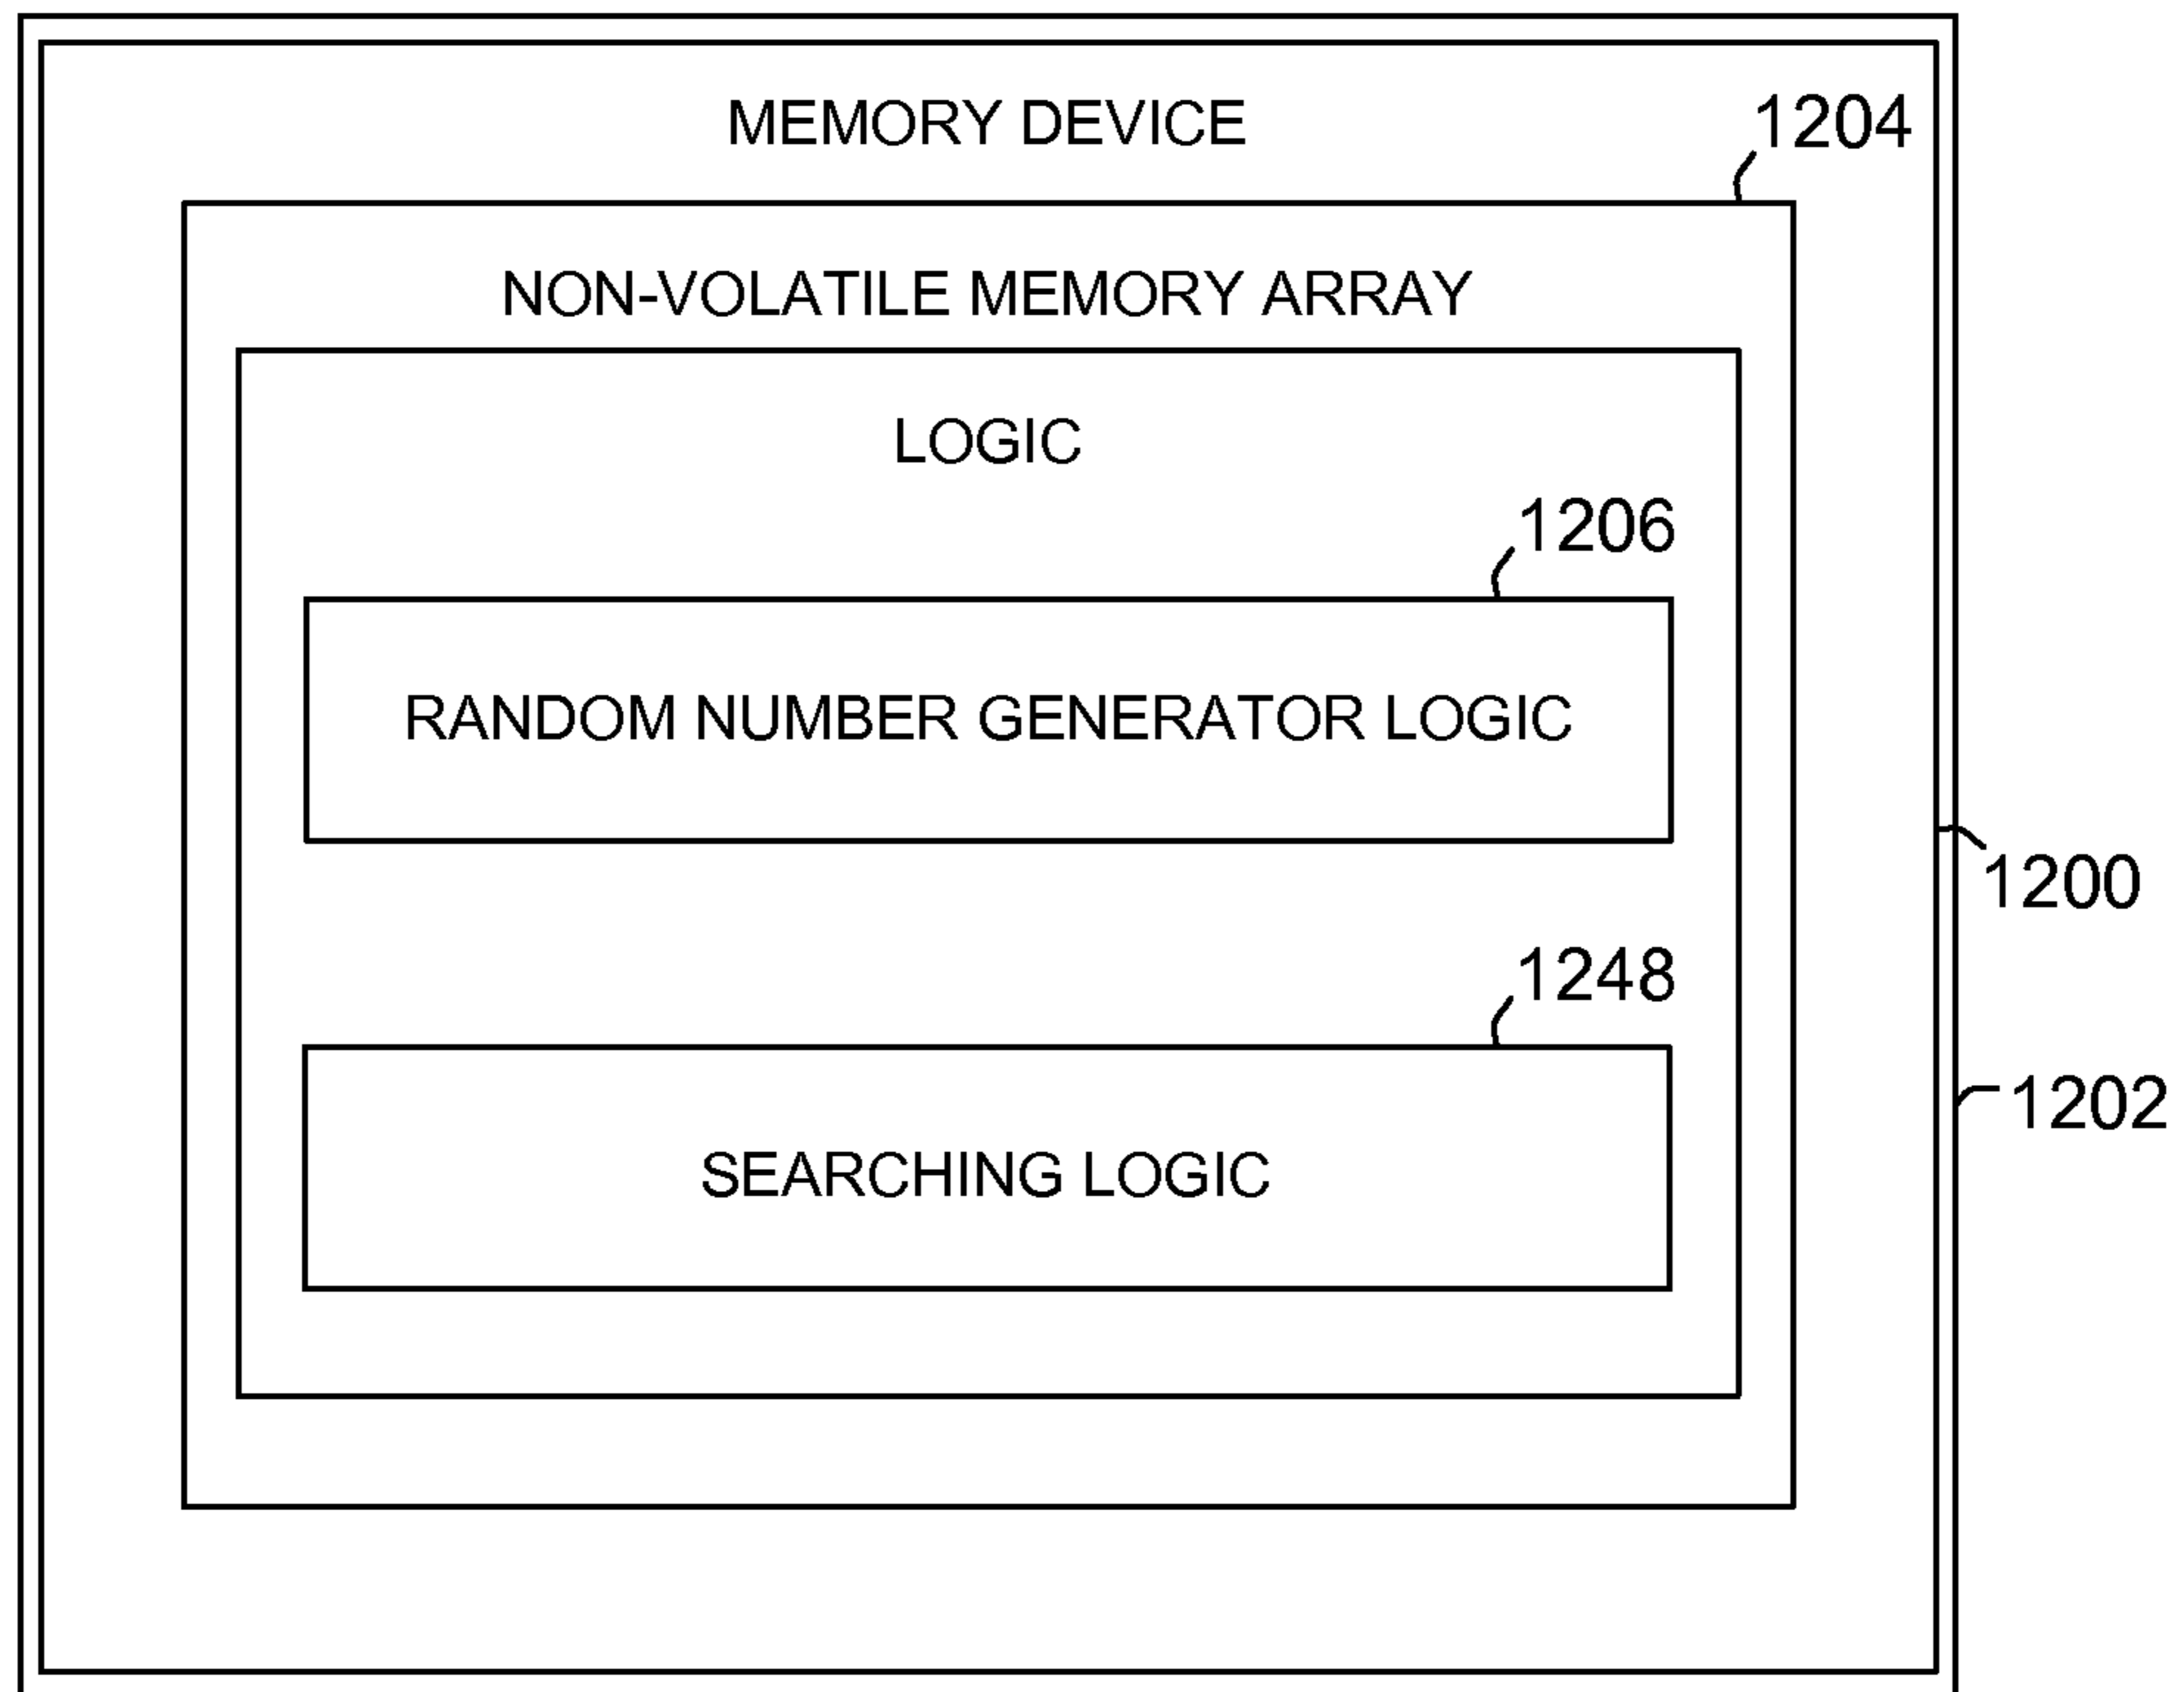 MEMORY DEVICE
1204
NON-VOLATILE MEMORY ARRAY
LOGIC
1206
RANDOM NUMBER GENERATOR LOGIC
1200
1248
1202
SEARCHING LOGIC